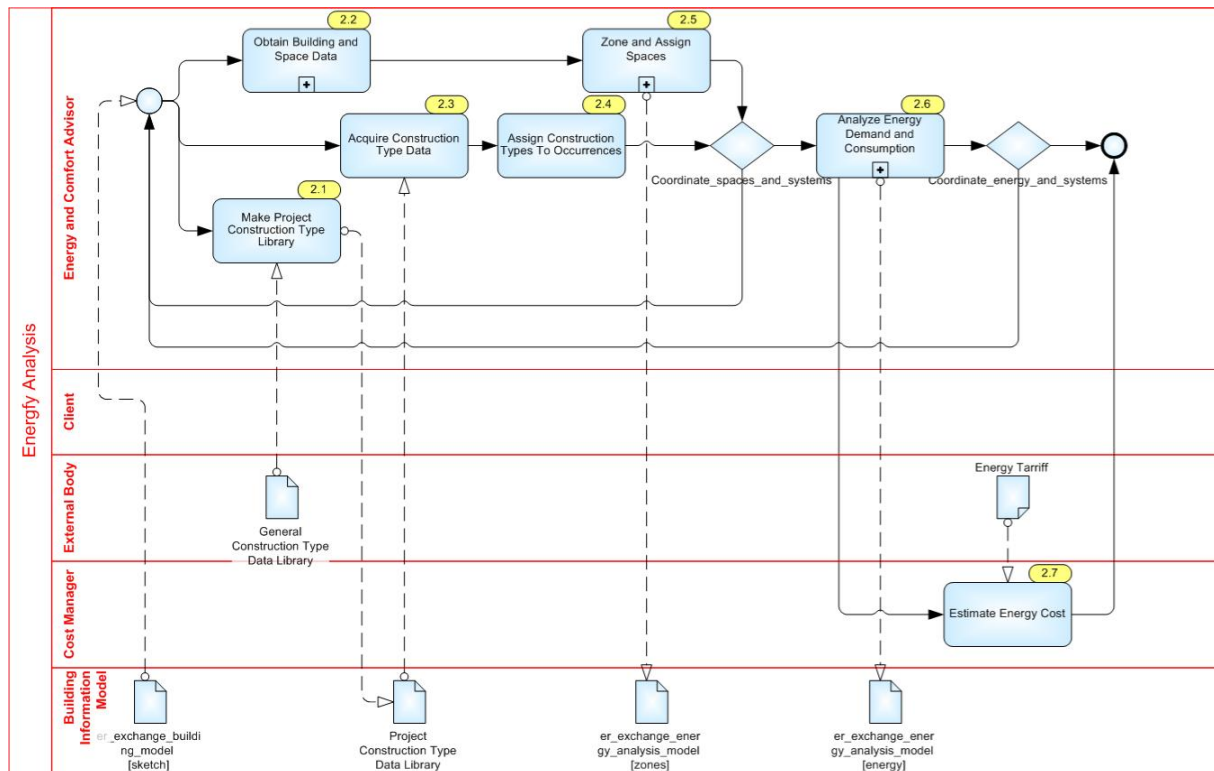 Energfy Analysis
Energy and Comfort Advisor
2.2
Obtain Building and
Space Data
2.5
Zone and Assign
Spaces
2.3
Acquire Construction
Type Data
2.4
Assign Construction
Types To Occurrences
2.6
Analyze Energy
Demand and
Consumption
Coordinate_spaces_and_systems
Coordinate_energy_and_systems
2.1
Make Project
Construction Type
Library
Client
External Body
General
Construction Type
Data Library
Energy Tarriff
Cost Manager
2.7
Estimate Energy Cost
Building
Information
Model
er_exchange_buildi
ng_model
[sketch]
Project
Construction Type
Data Library
er_exchange_ener
gy_analysis_model
[zones]
er_exchange_ener
gy_analysis_model
[energy]